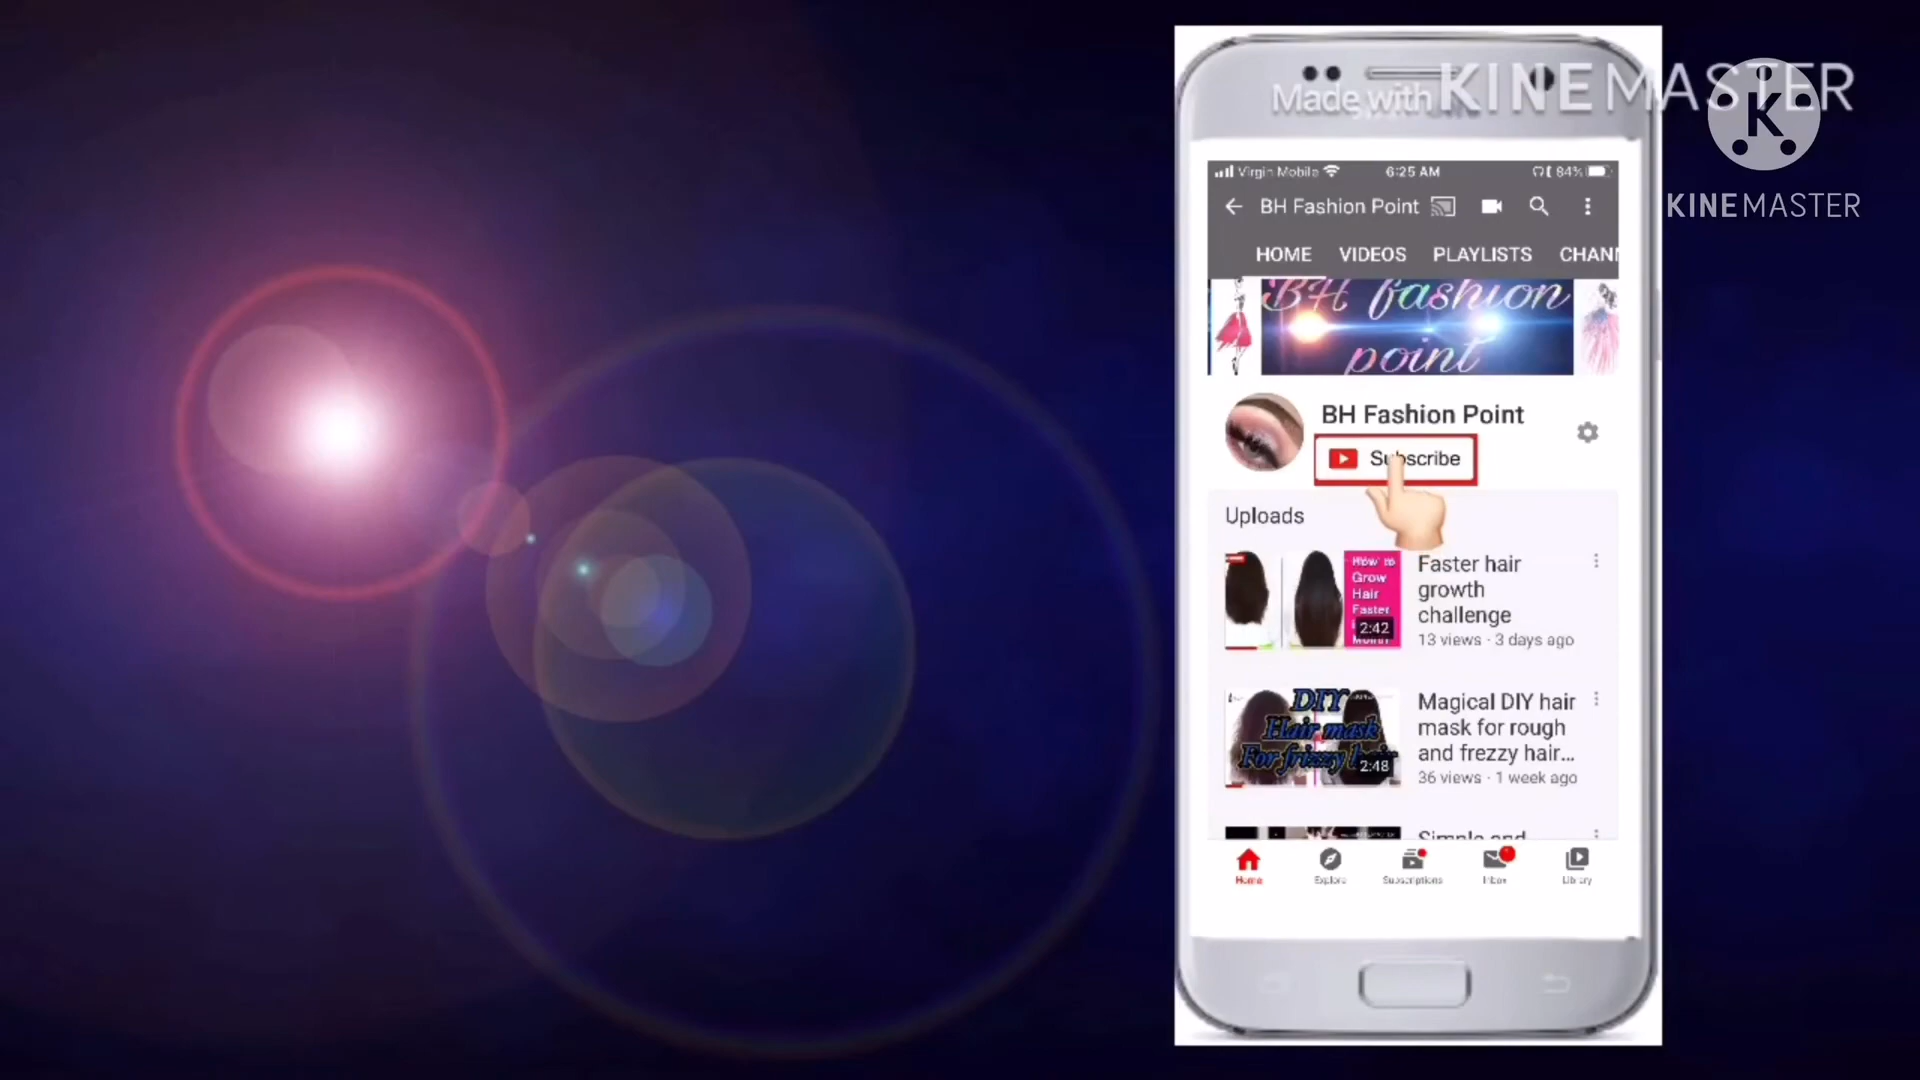 Made with KINEMASTER
K
KINEMASTER
Virgin Mobile 6:25 AM 84%
BH Fashion Point
HOME VIDEOS PLAYLISTS CHANN
BH fashion
point
BH Fashion Point
Subscribe
Uploads
How to
Grow
Hair
Faster
2:42
Faster hair
growth
challenge
13 views · 3 days ago
DIY
Hair mask
For frizzy hair
2:48
Magical DIY hair
mask for rough
and frezzy hair...
36 views · 1 week ago
Simple and
Home Explore Subscriptions Inbox Library